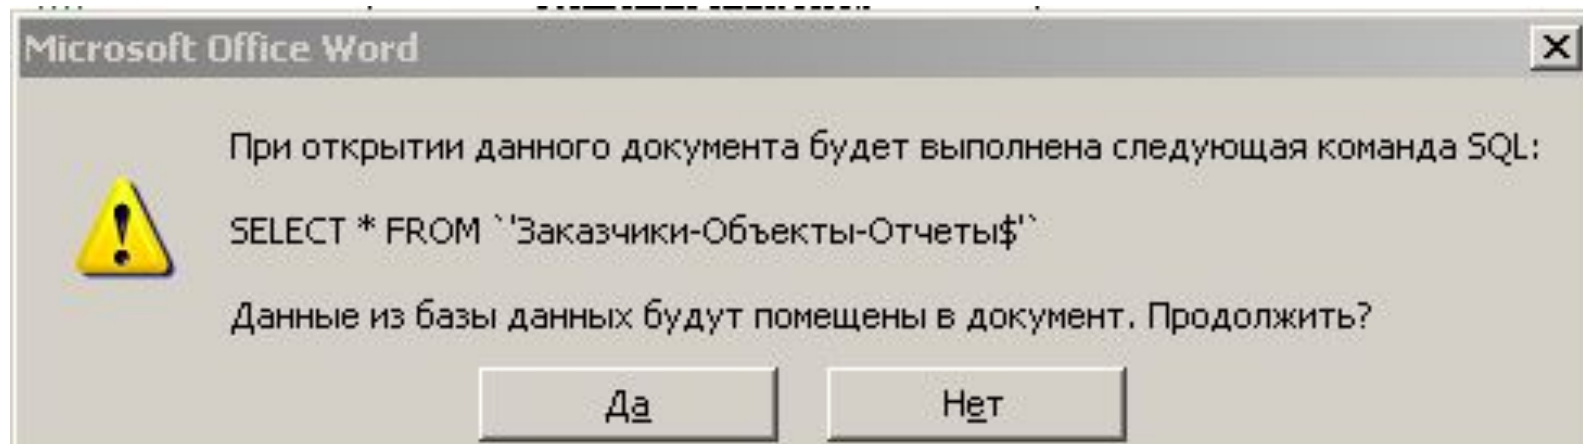 Microsoft Office Word
При открытии данного документа будет выполнена следующая команда SQL:
SELECT * FROM `'Заказчики-Объекты-Отчеты$'`
Данные из базы данных будут помещены в документ. Продолжить?
Да Нет